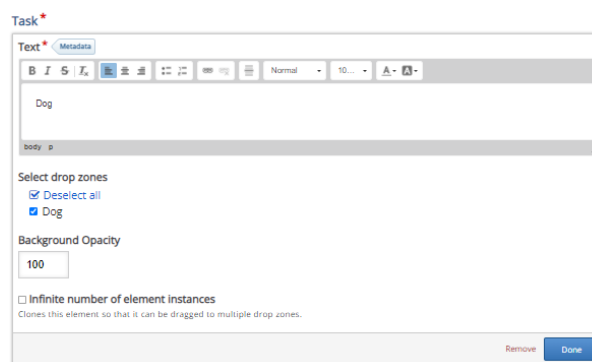 Task *
Text * Metadata
B I S Ix Normal 10... A A
Dog
body p
Select drop zones
Deselect all
Dog
Background Opacity
100
Infinite number of element instances
Clones this element so that it can be dragged to multiple drop zones.
Remove Done